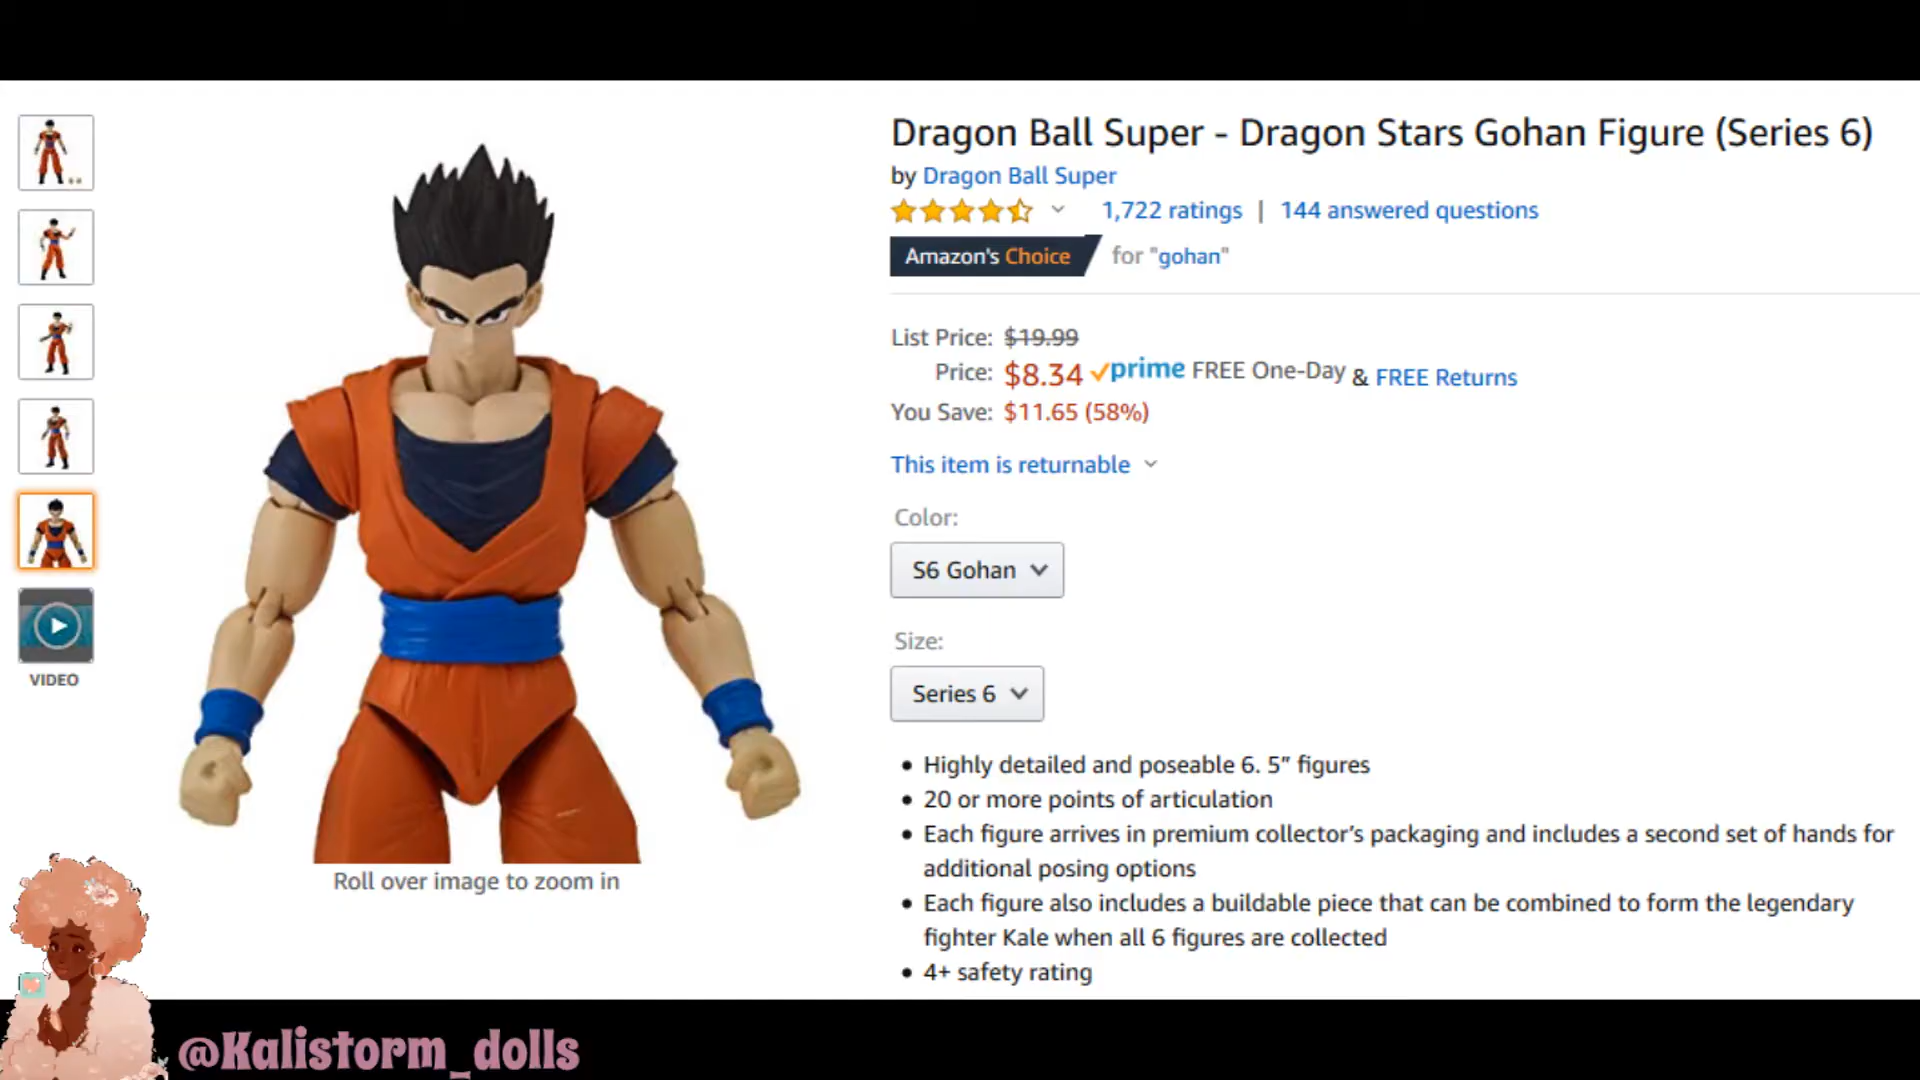 Dragon Ball Super - Dragon Stars Gohan Figure (Series 6)
by Dragon Ball Super
1,722 ratings | 144 answered questions
Amazon's Choice for "gohan"
List Price: $19.99
Price: $8.34 prime FREE One-Day & FREE Returns
You Save: $11.65 (58%)
This item is returnable
Color:
S6 Gohan
Size:
Series 6
• Highly detailed and poseable 6. 5” figures
• 20 or more points of articulation
• Each figure arrives in premium collector’s packaging and includes a second set of hands for
additional posing options
• Each figure also includes a buildable piece that can be combined to form the legendary
fighter Kale when all 6 figures are collected
• 4+ safety rating
VIDEO
Roll over image to zoom in
@Kalistorm_dolls